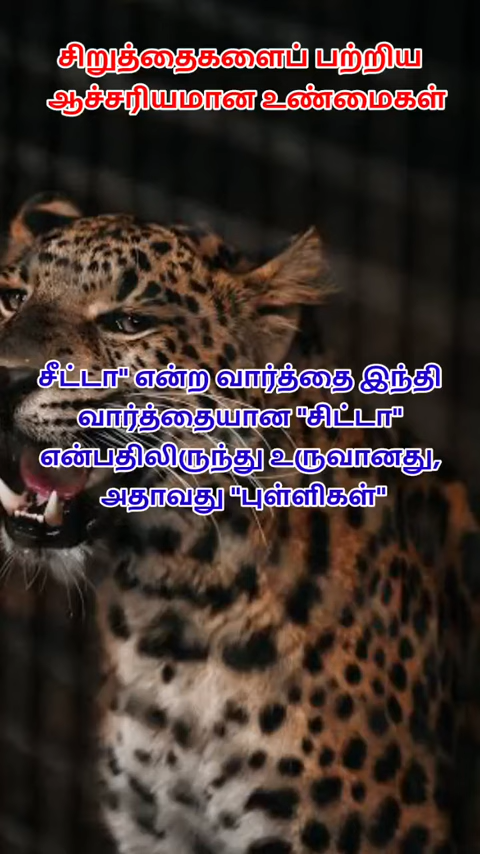 சிறுத்தைகளைப் பற்றிய
ஆச்சரியமான உண்மைகள்
சீட்டா" என்ற வார்த்தை இந்தி
வார்த்தையான "சிட்டா"
என்பதிலிருந்து உருவானது,
அதாவது "புள்ளிகள்"